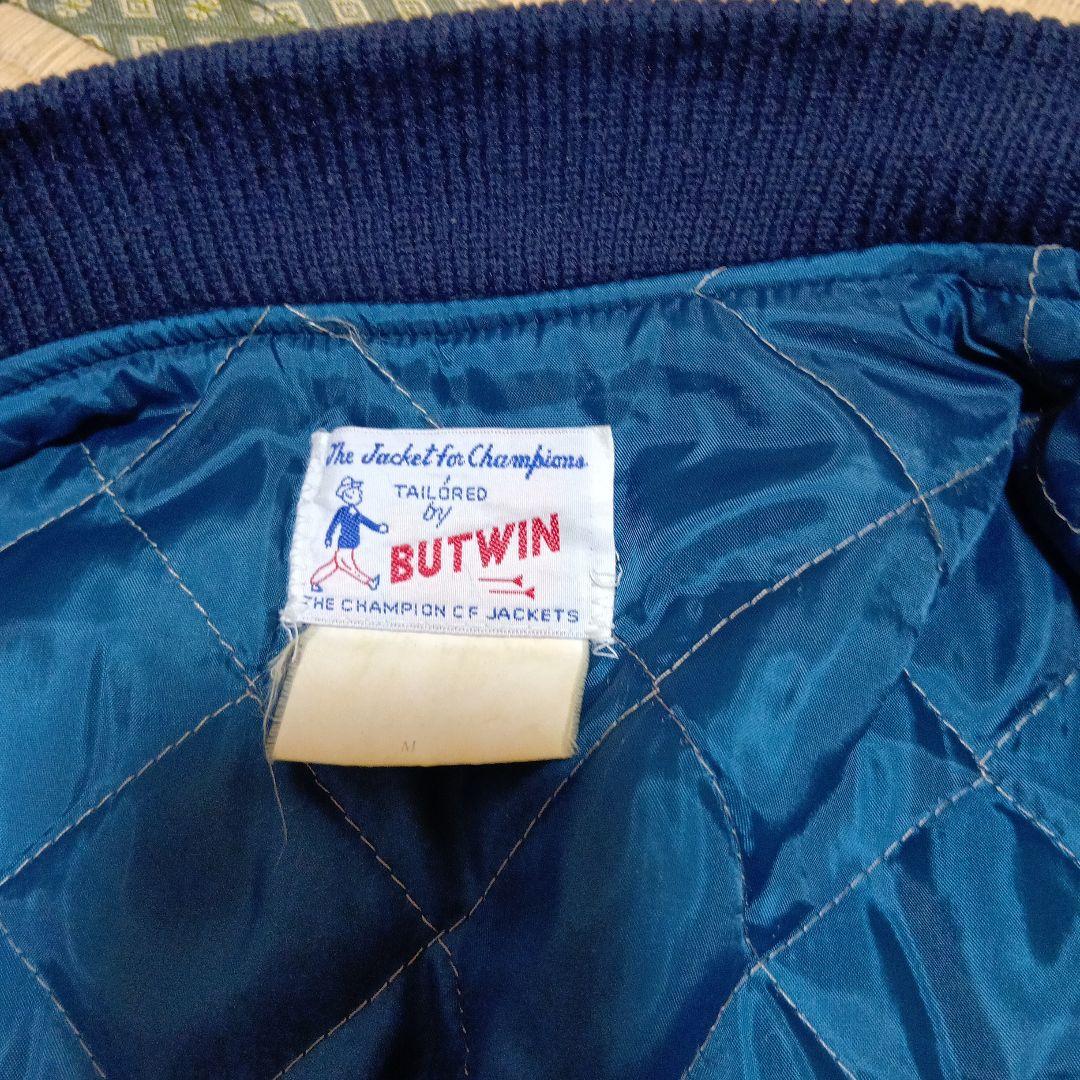 The Jacket for Champions
TAILORED
by
BUTWIN
THE CHAMPION OF JACKETS
M